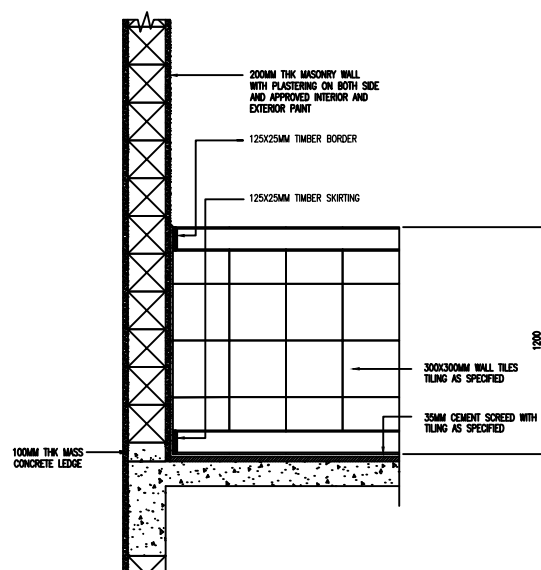 200MM THK MASONRY WALL
WITH PLASTERING ON BOTH SIDE
AND APPROVED INTERIOR AND
EXTERIOR PAINT
125X25MM TIMBER BORDER
125X25MM TIMBER SKIRTING
1200
300X300MM WALL TILES
TILING AS SPECIFIED
35MM CEMENT SCREED WITH
TILING AS SPECIFIED
100MM THK MASS
CONCRETE LEDGE